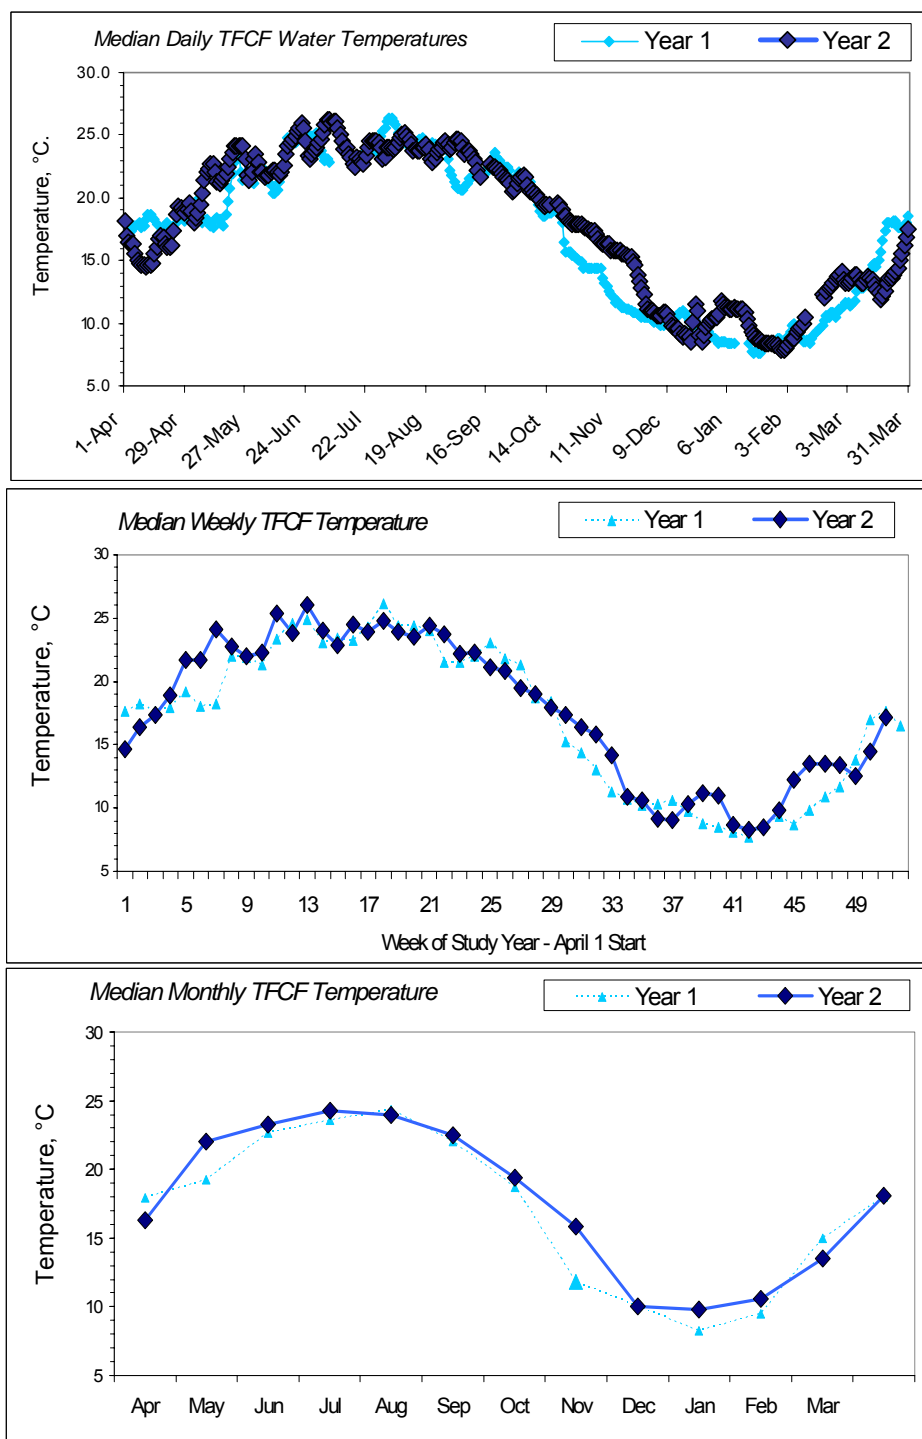 Median Daily TFCF Water Temperatures
Year 1
Year 2
30.0
25.0
20.0
15.0
10.0
5.0
Temperature, °C.
1-Apr
29-Apr
27-May
24-Jun
22-Jul
19-Aug
16-Sep
14-Oct
11-Nov
9-Dec
6-Jan
3-Feb
3-Mar
31-Mar
Median Weekly TFCF Temperature
Year 1
Year 2
30
25
20
15
10
5
Temperature, °C
1 5 9 13 17 21 25 29 33 37 41 45 49
Week of Study Year - April 1 Start
Median Monthly TFCF Temperature
Year 1
Year 2
30
25
20
15
10
5
Temperature, °C
Apr May Jun Jul Aug Sep Oct Nov Dec Jan Feb Mar